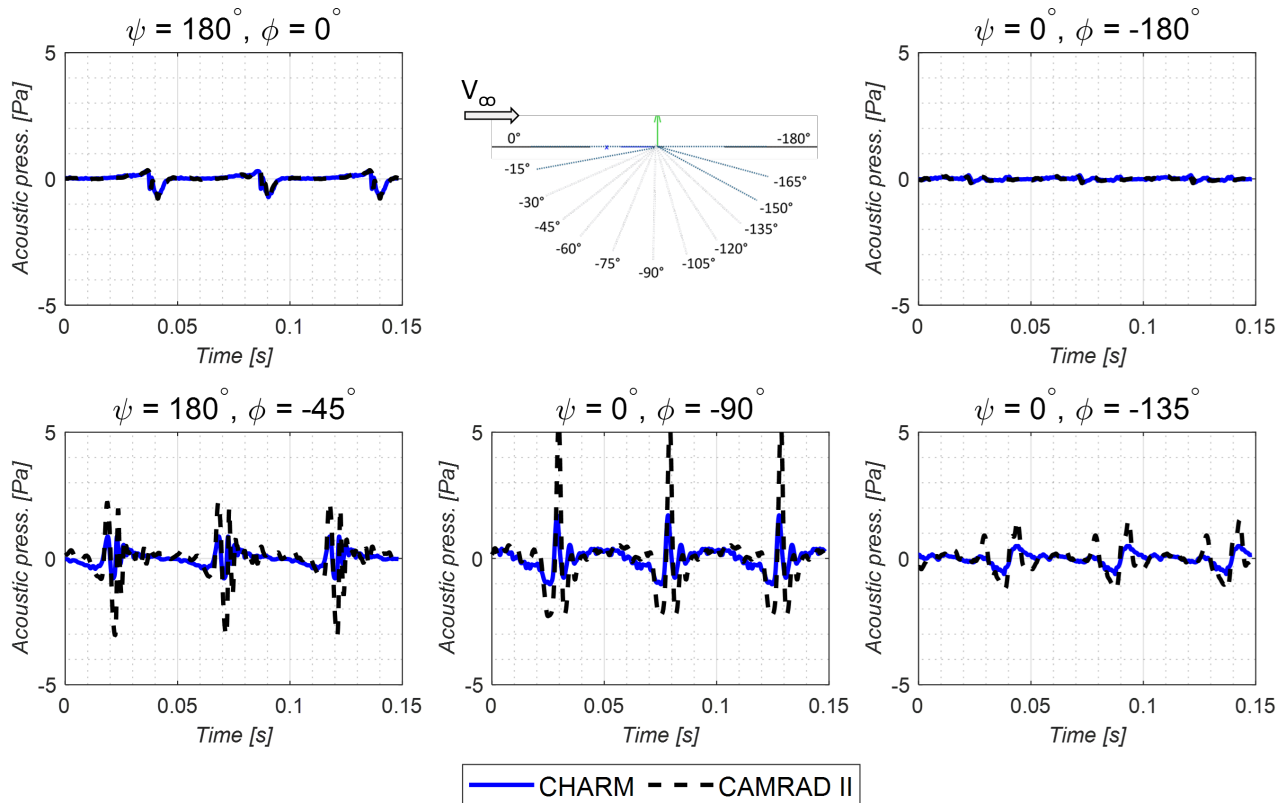 ψ = 180°, ϕ = 0°
5
0
-5
Acoustic press. [Pa]
0 0.05 0.1 0.15
Time [s]
V∞
0° -180°
-15° -165°
-30° -150°
-45° -135°
-60° -120°
-75° -105°
-90°
ψ = 0°, ϕ = -180°
5
0
-5
Acoustic press. [Pa]
0 0.05 0.1 0.15
Time [s]
ψ = 180°, ϕ = -45°
5
0
-5
Acoustic press. [Pa]
0 0.05 0.1 0.15
Time [s]
ψ = 0°, ϕ = -90°
5
0
-5
Acoustic press. [Pa]
0 0.05 0.1 0.15
Time [s]
ψ = 0°, ϕ = -135°
5
0
-5
Acoustic press. [Pa]
0 0.05 0.1 0.15
Time [s]
CHARM CAMRAD II